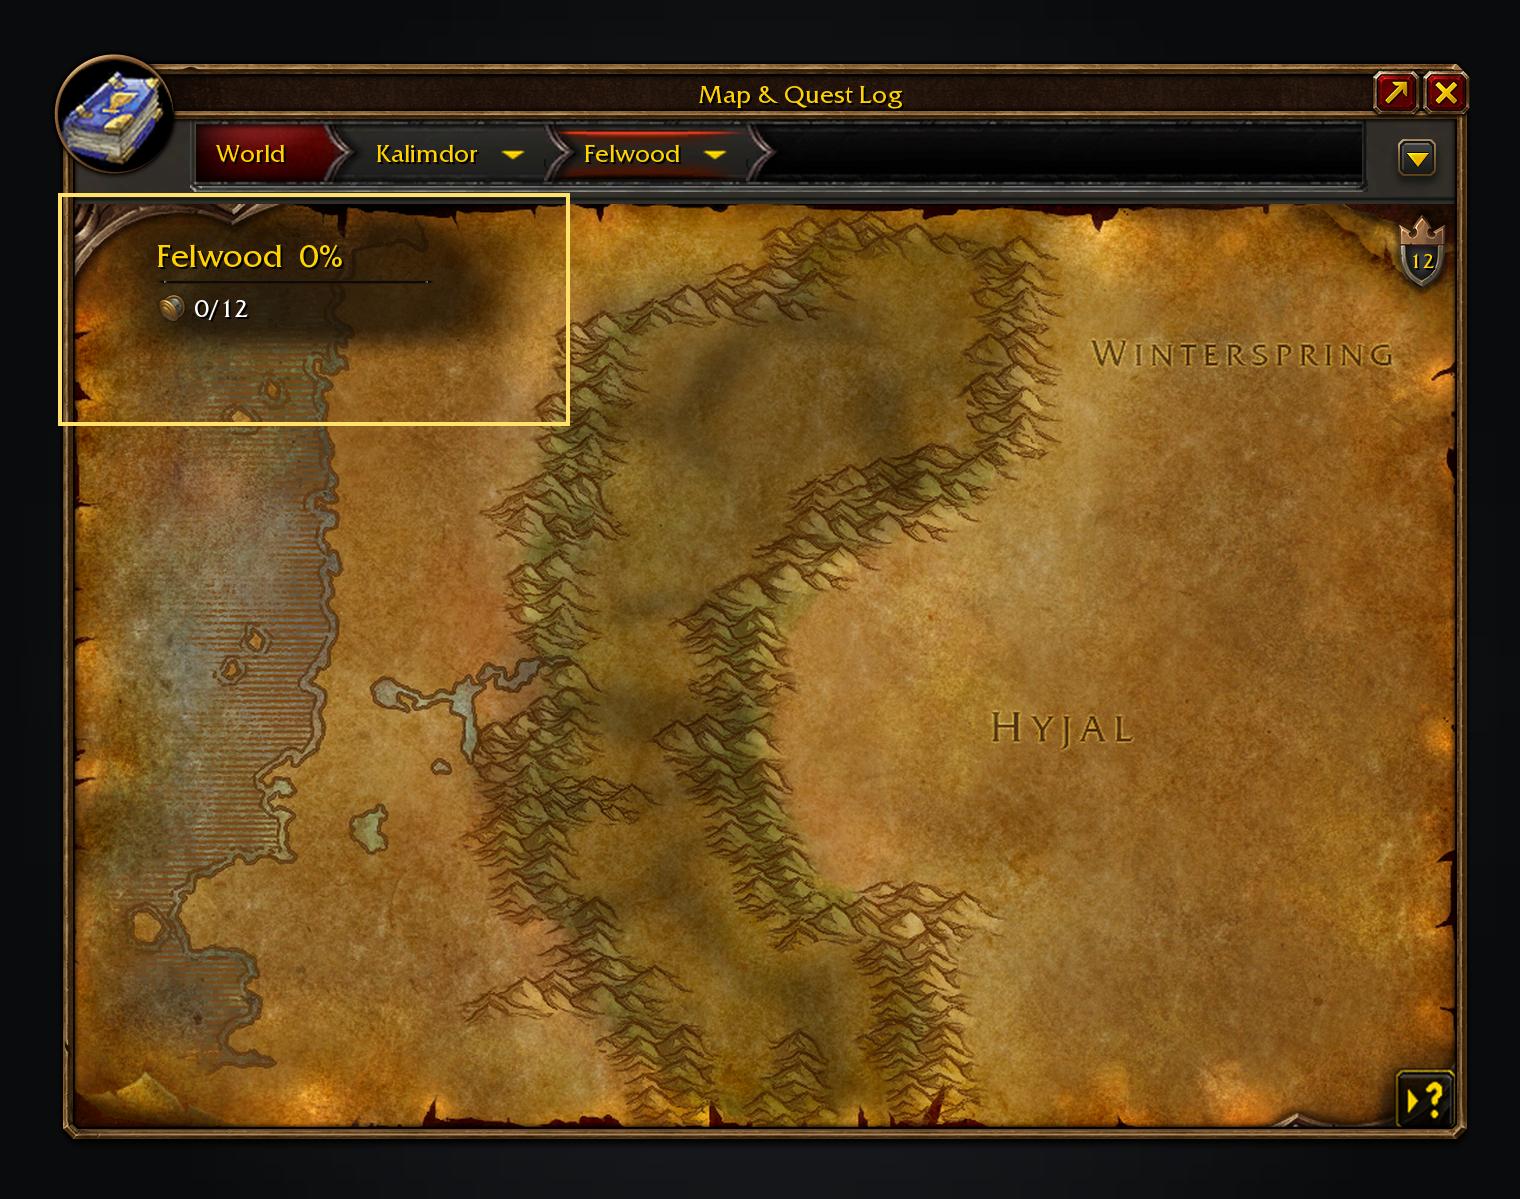 Map & Quest Log
World Kalimdor Felwood
Felwood 0%
0/12
12
WINTERSPRING
HYJAL
?